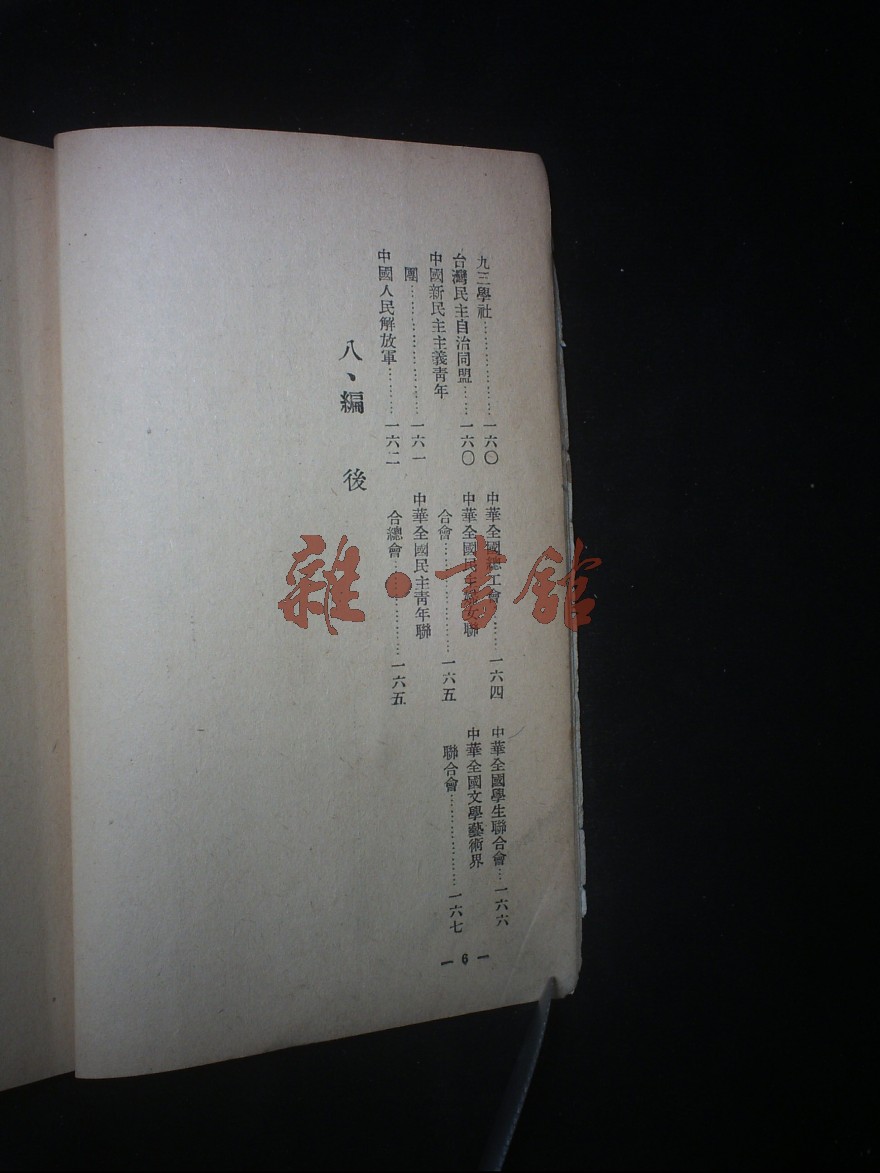 九三學社……一六〇
台灣民主自治同盟……一六〇
中國新民主主義青年
團……一六一
中國人民解放軍……一六二
中華全國總工會……一六四
中華全國民主婦女聯
合會……一六五
中華全國民主青年聯
合總會……一六五
中華全國學生聯合會…一六六
中華全國文學藝術界
聯合會……一六七
八、編 後
— 6 —
雜·書館